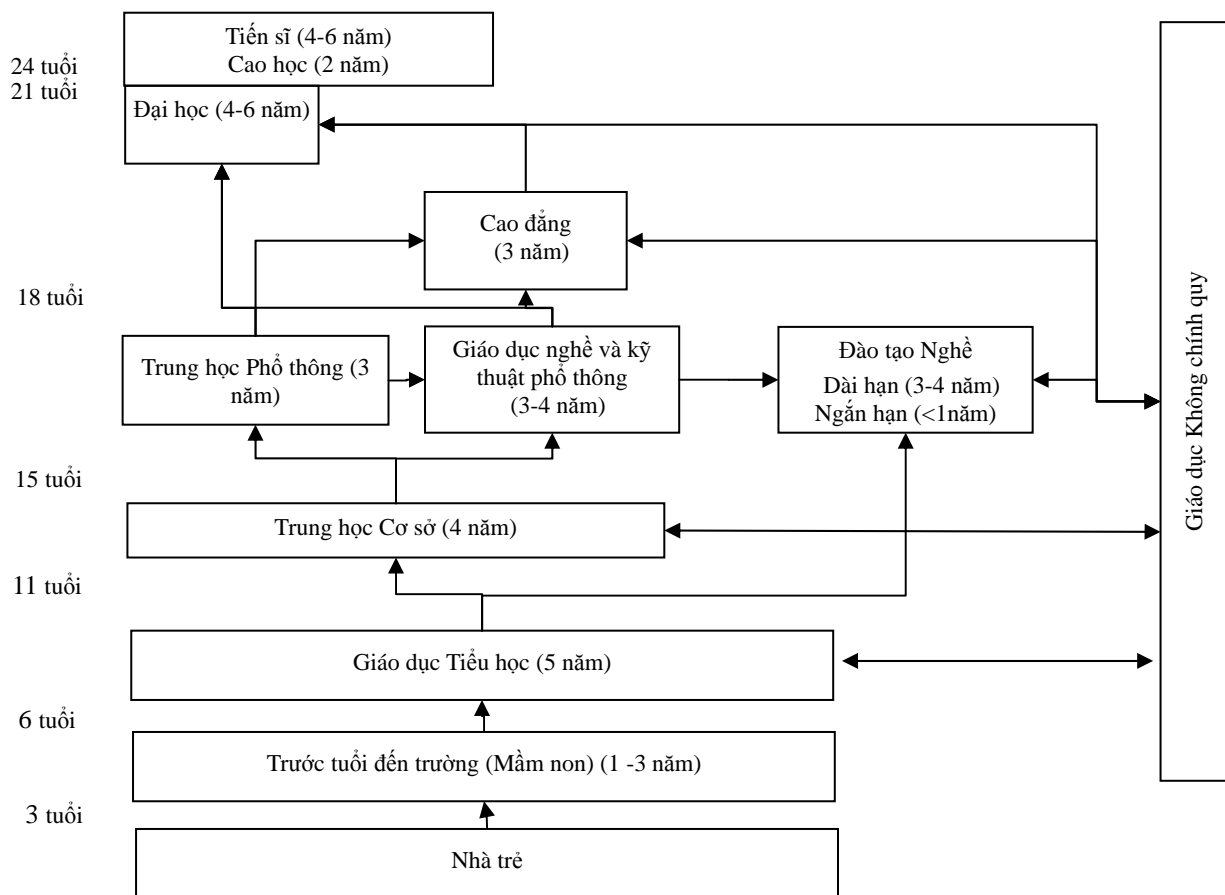 Tiến sĩ (4-6 năm)
Cao học (2 năm)
24 tuổi
21 tuổi
Đại học (4-6 năm)
Cao đẳng
(3 năm)
18 tuổi
Trung học Phổ thông (3
năm)
Giáo dục nghề và kỹ
thuật phổ thông
(3-4 năm)
Đào tạo Nghề
Dài hạn (3-4 năm)
Ngắn hạn (<1năm)
Giáo dục Không chính quy
15 tuổi
Trung học Cơ sở (4 năm)
11 tuổi
Giáo dục Tiểu học (5 năm)
6 tuổi
Trước tuổi đến trường (Mầm non) (1 -3 năm)
3 tuổi
Nhà trẻ